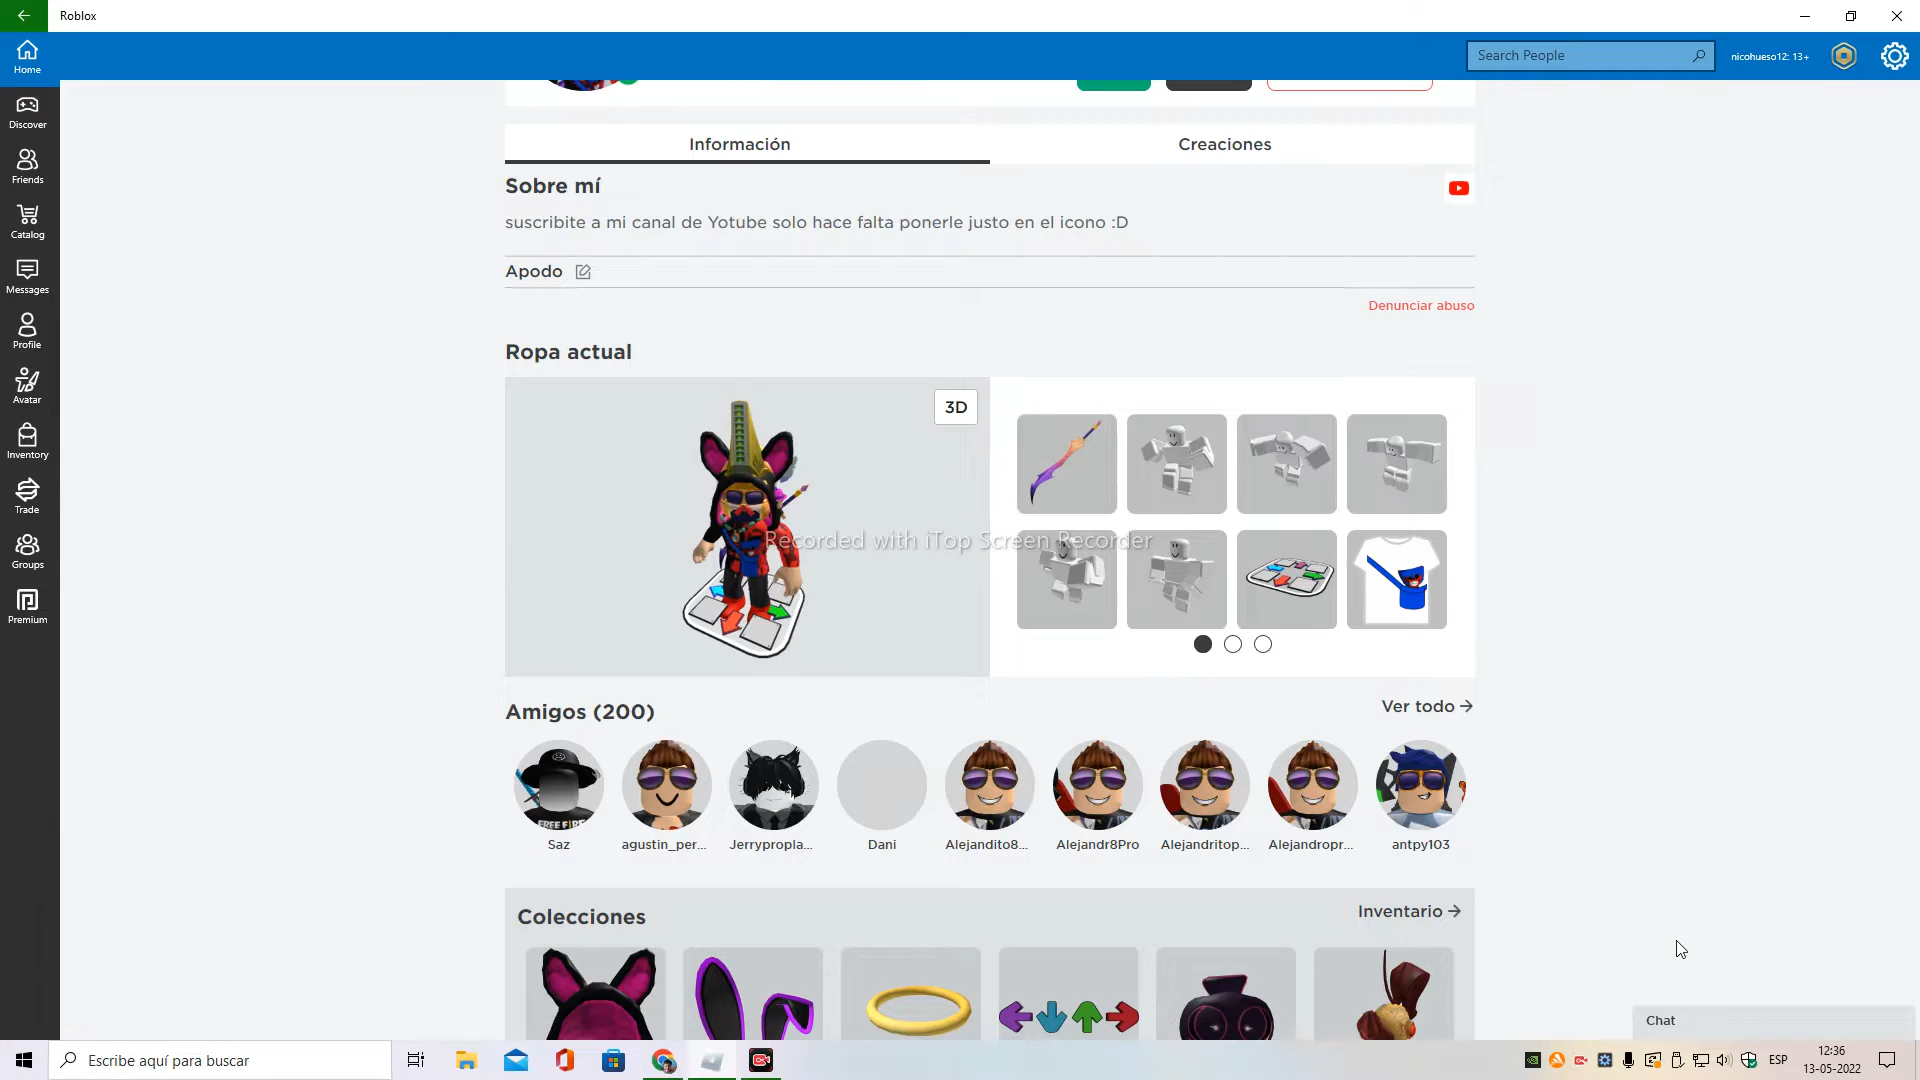 Roblox
Home
Search People
nicohueso12: 13+
Discover
Friends
Catalog
Messages
Profile
Avatar
Inventory
Trade
Groups
Premium
Información
Creaciones
Sobre mí
suscribite a mi canal de Yotube solo hace falta ponerle justo en el icono :D
Apodo
Denunciar abuso
Ropa actual
3D
Recorded with iTop Screen Recorder
Amigos (200)
Ver todo
FREE FIRE
Saz
agustin_per...
Jerrypropla...
Dani
Alejandito8...
Alejandr8Pro
Alejandritop...
Alejandropr...
antpy103
Colecciones
Inventario
Chat
Escribe aquí para buscar
ESP
12:36
13-05-2022